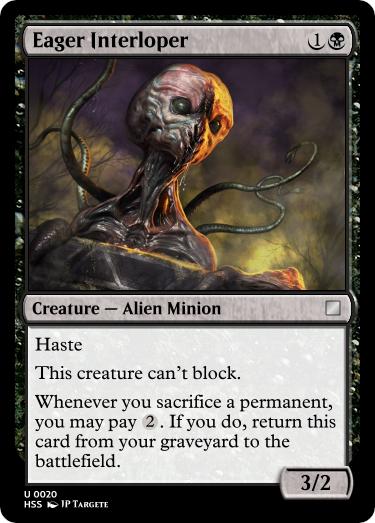 Eager Interloper 1
Creature — Alien Minion
Haste
This creature can't block.
Whenever you sacrifice a permanent,
you may pay 2. If you do, return this
card from your graveyard to the
battlefield.
3/2
U 0020
HSS JP Targete